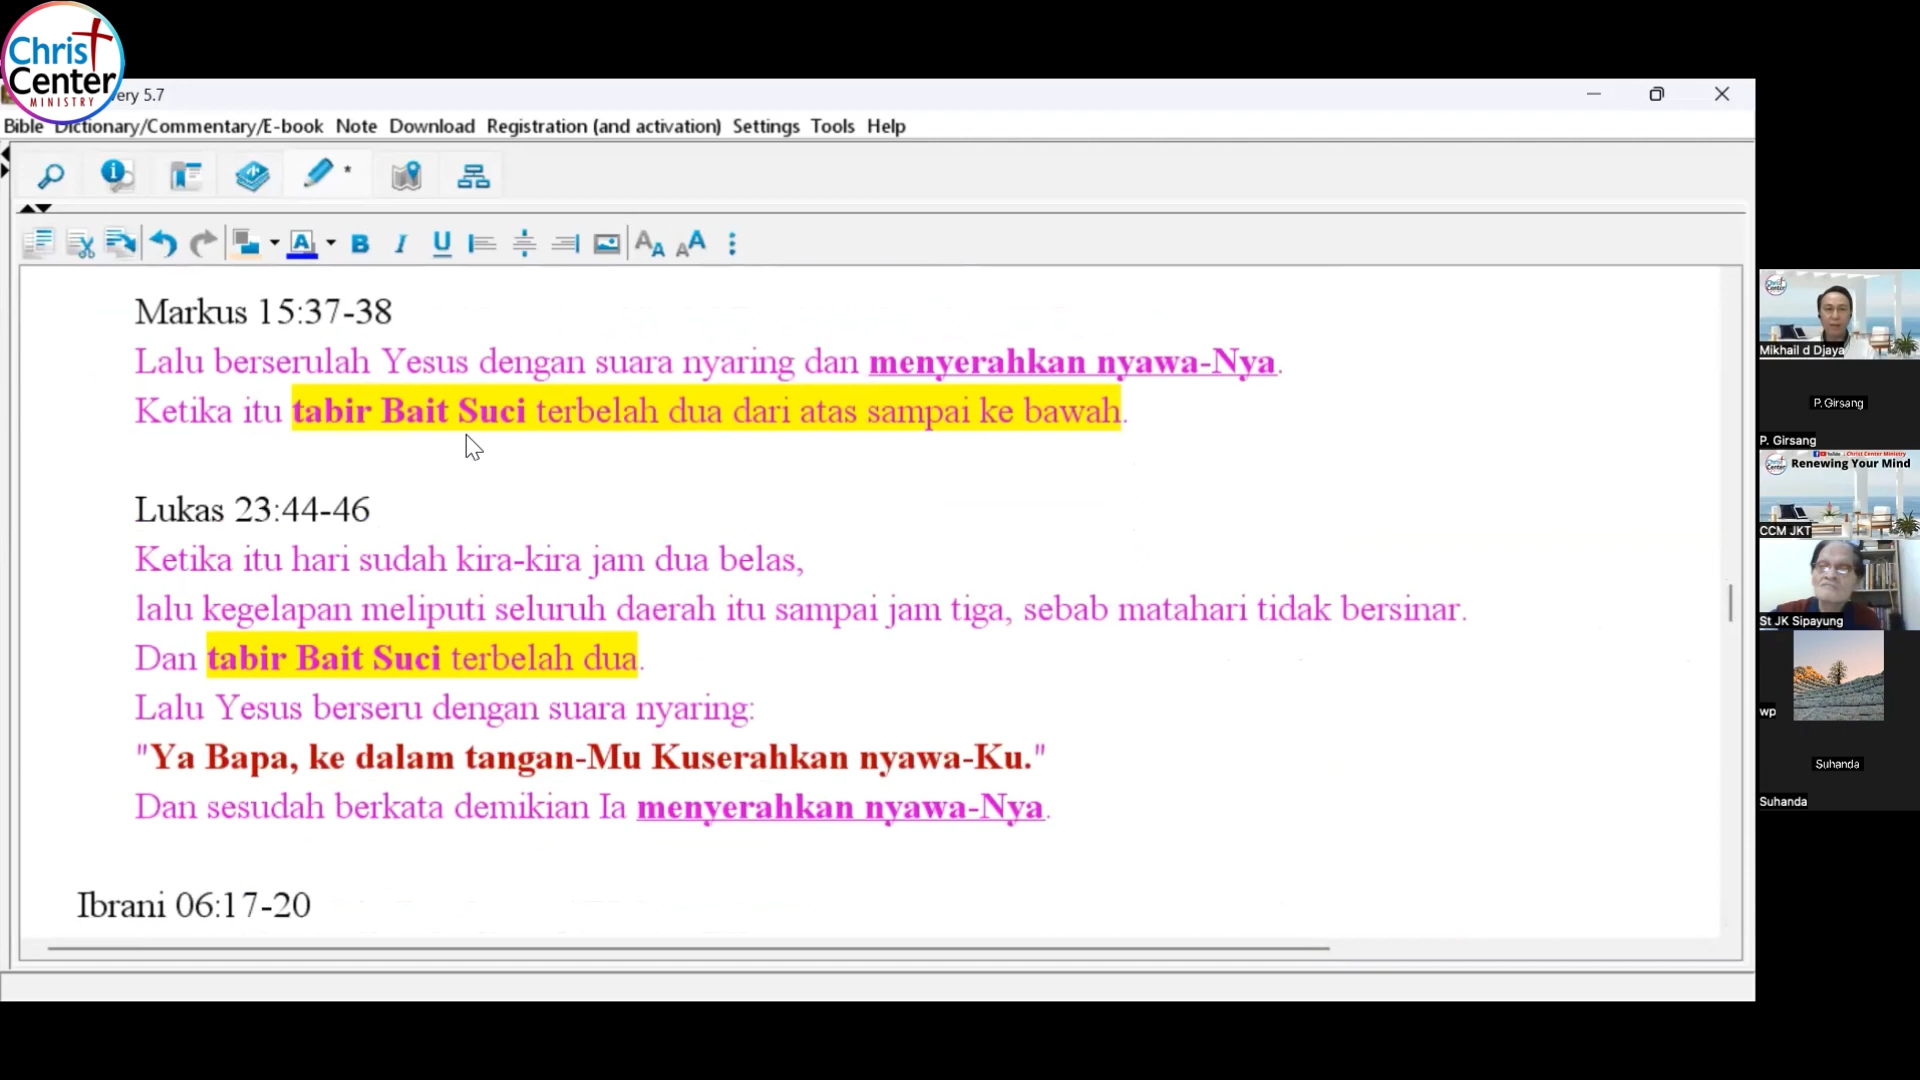 Christ
Center
MINISTRY
ery 5.7
Bible Dictionary/Commentary/E-book Note Download Registration (and activation) Settings Tools Help
Markus 15:37-38
Lalu berserulah Yesus dengan suara nyaring dan menyerahkan nyawa-Nya.
Ketika itu tabir Bait Suci terbelah dua dari atas sampai ke bawah.
Lukas 23:44-46
Ketika itu hari sudah kira-kira jam dua belas,
lalu kegelapan meliputi seluruh daerah itu sampai jam tiga, sebab matahari tidak bersinar.
Dan tabir Bait Suci terbelah dua.
Lalu Yesus berseru dengan suara nyaring:
"Ya Bapa, ke dalam tangan-Mu Kuserahkan nyawa-Ku."
Dan sesudah berkata demikian Ia menyerahkan nyawa-Nya.
Ibrani 06:17-20
Mikhail d Djaya
P. Girsang
P. Girsang
Christ Center Ministry
Renewing Your Mind
CCM JKT
St JK Sipayung
wp
Suhanda
Suhanda